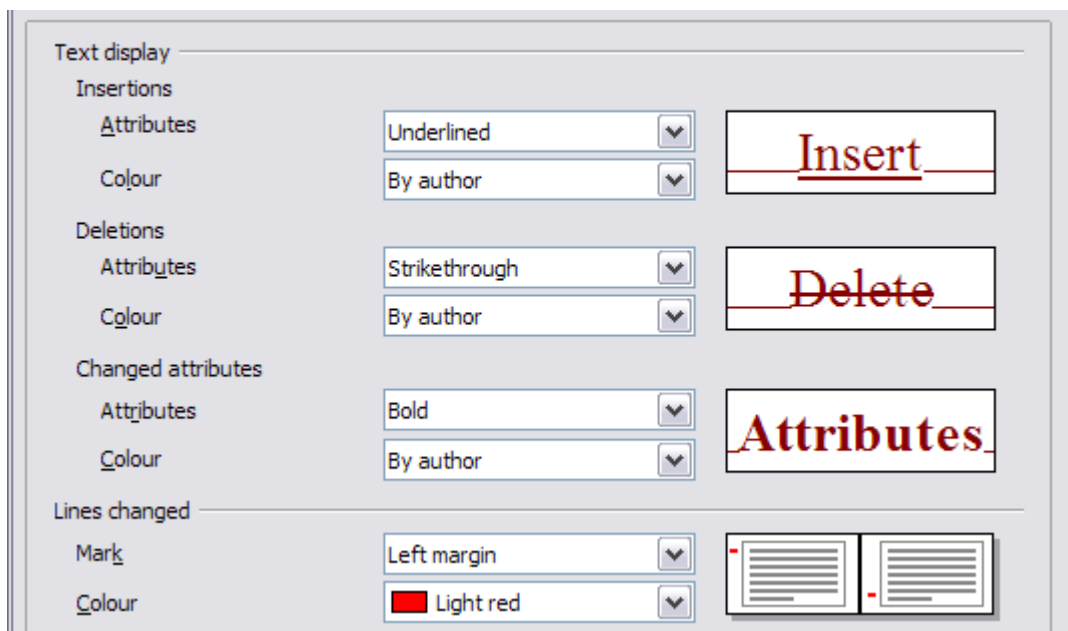 Text display
Insertions
Attributes Underlined
Insert
Colour By author
Deletions
Attributes Strikethrough
Delete
Colour By author
Changed attributes
Attributes Bold
Attributes
Colour By author
Lines changed
Mark Left margin
Colour Light red